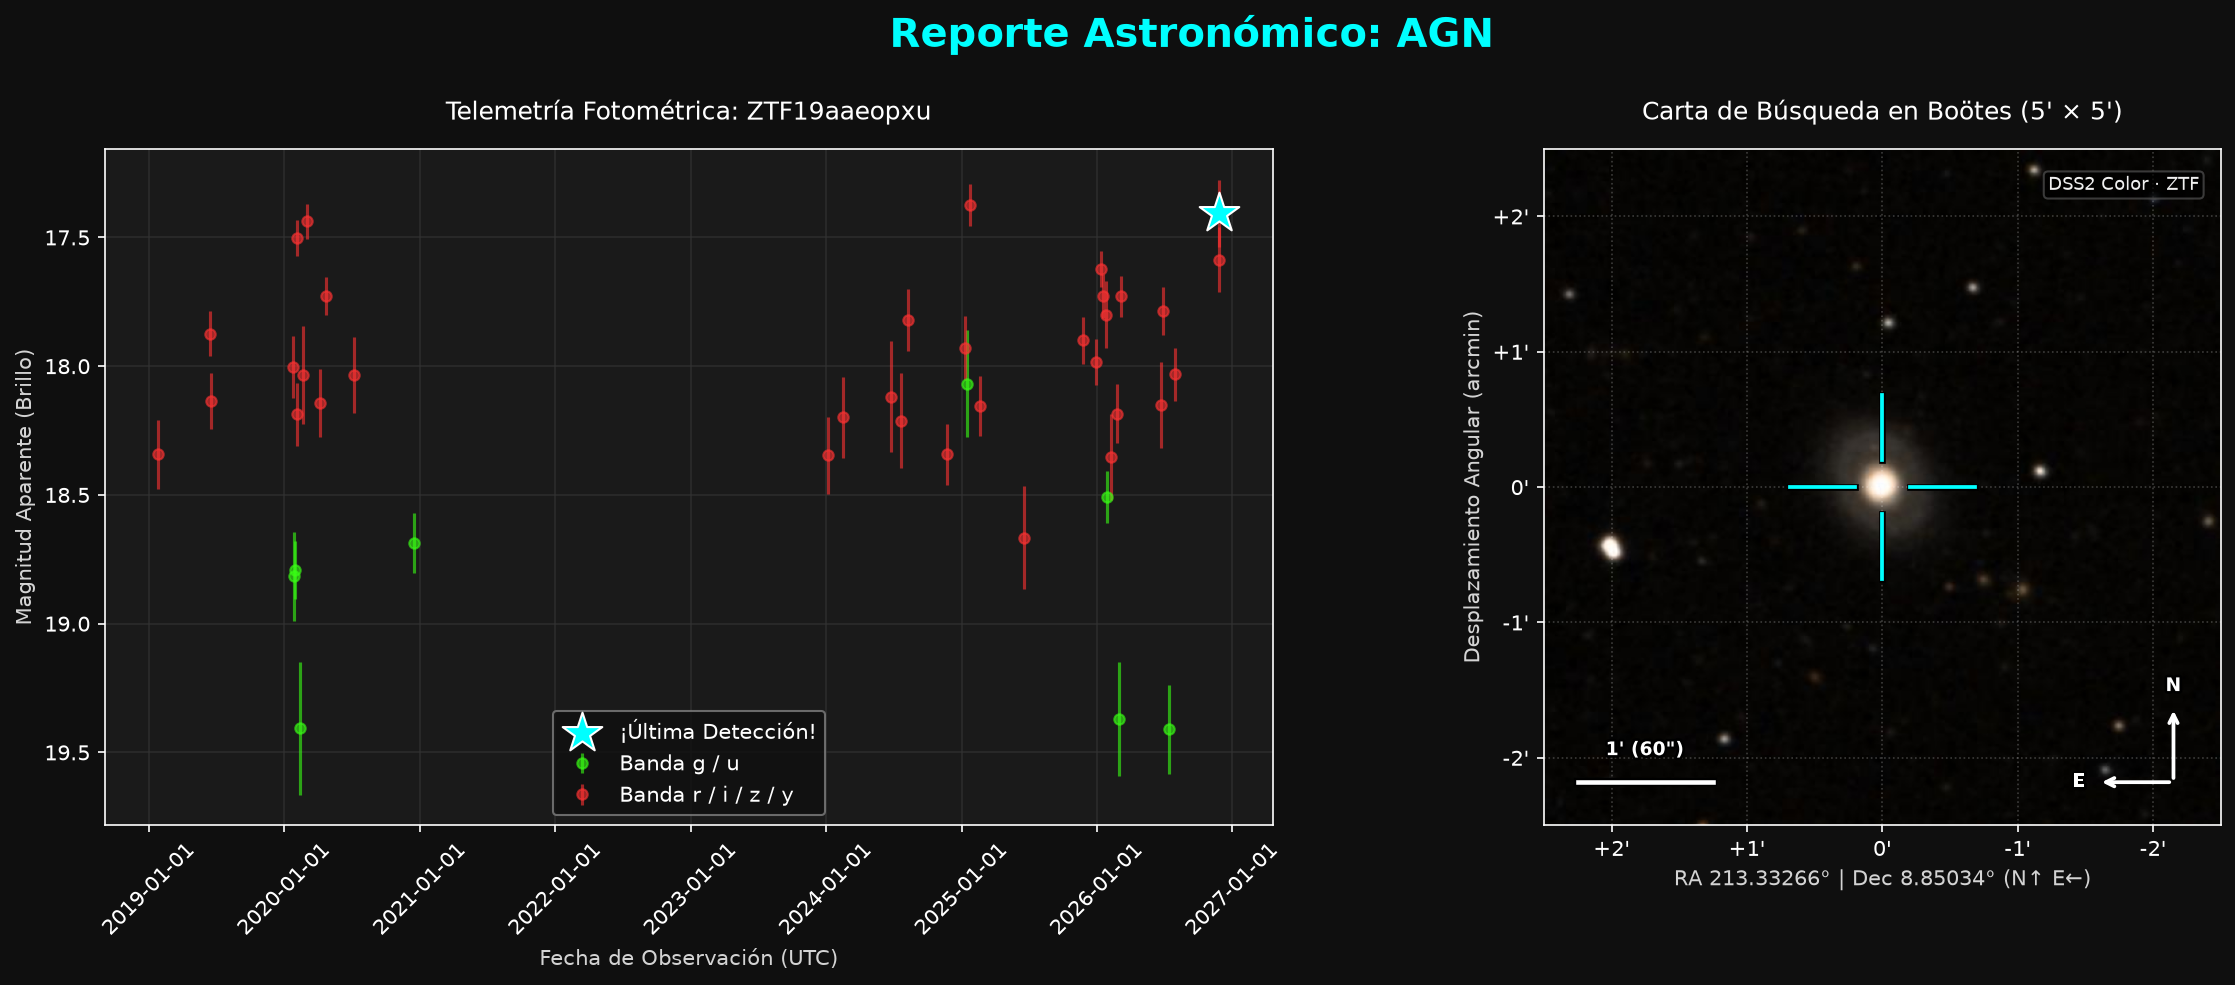 Reporte Astronómico: AGN
Telemetría Fotométrica: ZTF19aaeopxu
Magnitud Aparente (Brillo)
17.5
18.0
18.5
19.0
19.5
¡Última Detección!
Banda g / u
Banda r / i / z / y
2019-01-01
2020-01-01
2021-01-01
2022-01-01
2023-01-01
2024-01-01
2025-01-01
2026-01-01
2027-01-01
Fecha de Observación (UTC)
Carta de Búsqueda en Boötes (5' × 5')
DSS2 Color · ZTF
Desplazamiento Angular (arcmin)
+2'
+1'
0'
-1'
-2'
N
E
1' (60")
+2'
+1'
0'
-1'
-2'
RA 213.33266° | Dec 8.85034° (N↑ E←)